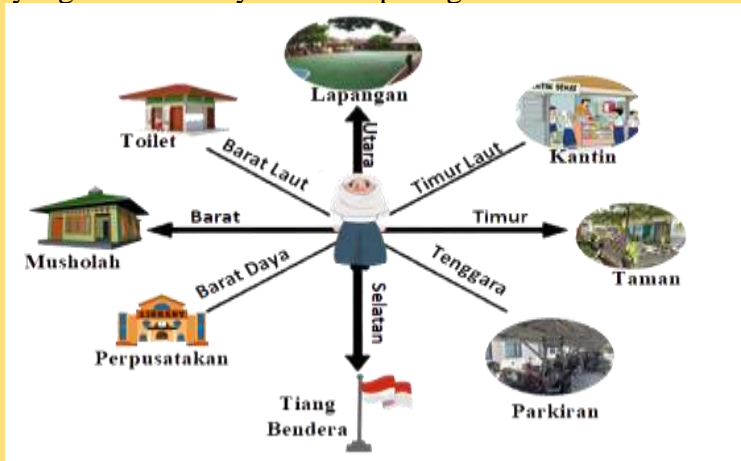 Lapangan
Utara
Toilet
Barat Laut
Timur Laut
Kantin
Barat
Timur
Musholah
Taman
Barat Daya
Tenggara
LIBRARY
Perpusatakan
Selatan
Parkiran
Tiang
Bendera